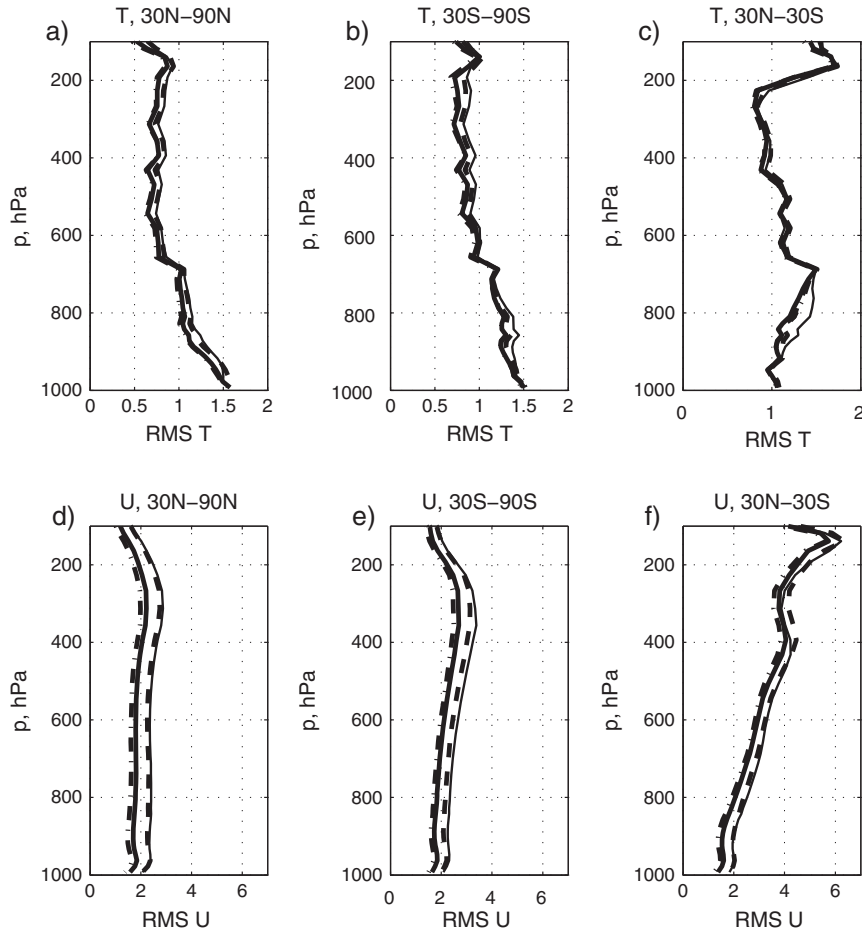 T, 30N–90N
a)
200
400
600
800
1000
p, hPa
0 0.5 1 1.5 2
RMS T
T, 30S–90S
b)
200
400
600
800
1000
p, hPa
0 0.5 1 1.5 2
RMS T
T, 30N–30S
c)
200
400
600
800
1000
p, hPa
0 1 2
RMS T
U, 30N–90N
d)
200
400
600
800
1000
p, hPa
0 2 4 6
RMS U
U, 30S–90S
e)
200
400
600
800
1000
p, hPa
0 2 4 6
RMS U
U, 30N–30S
f)
200
400
600
800
1000
p, hPa
0 2 4 6
RMS U